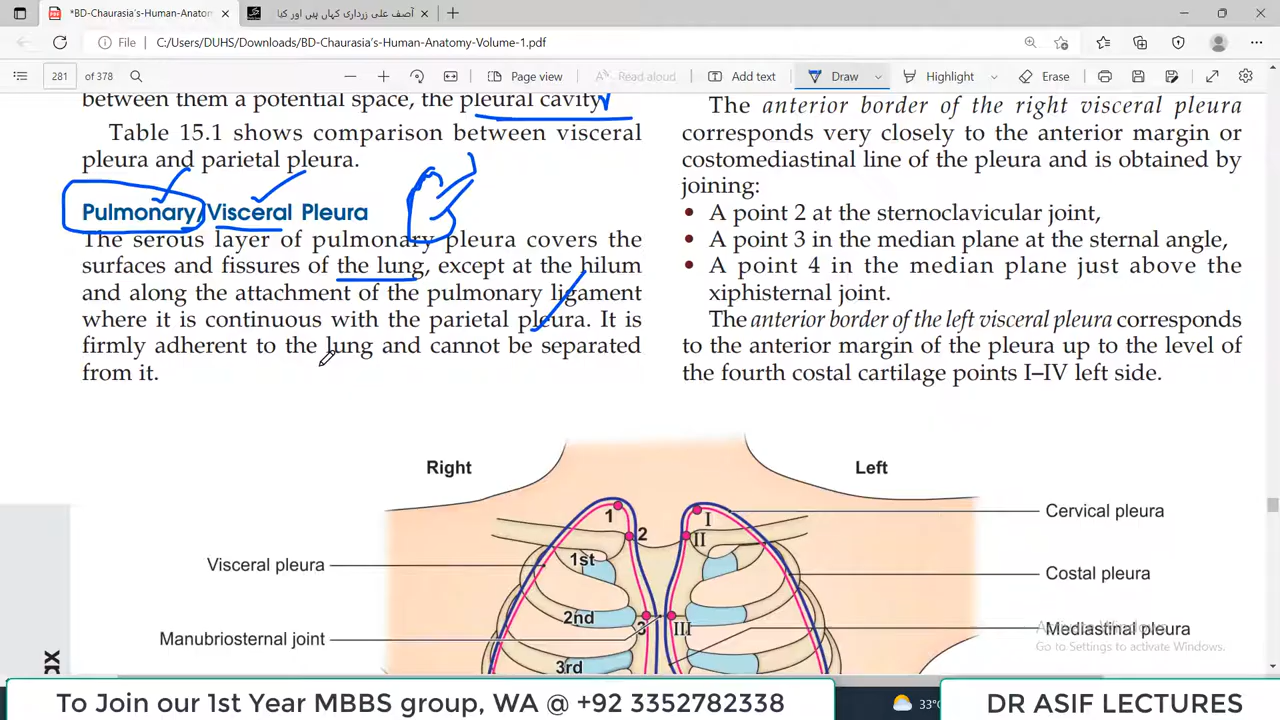 *BD-Chaurasia's-Human-Anatom
آصف علی زرداری کہاں ہیں اور کیا
File
C:/Users/DUHS/Downloads/BD-Chaurasia's-Human-Anatomy-Volume-1.pdf
281 of 378
Page view
Read aloud
Add text
Draw
Highlight
Erase
between them a potential space, the pleural cavity
Table 15.1 shows comparison between visceral
pleura and parietal pleura.
Pulmonary/Visceral Pleura
The serous layer of pulmonary pleura covers the
surfaces and fissures of the lung, except at the hilum
and along the attachment of the pulmonary ligament
where it is continuous with the parietal pleura. It is
firmly adherent to the lung and cannot be separated
from it.
The anterior border of the right visceral pleura
corresponds very closely to the anterior margin or
costomediastinal line of the pleura and is obtained by
joining:
• A point 2 at the sternoclavicular joint,
• A point 3 in the median plane at the sternal angle,
• A point 4 in the median plane just above the
xiphisternal joint.
The anterior border of the left visceral pleura corresponds
to the anterior margin of the pleura up to the level of
the fourth costal cartilage points I–IV left side.
Right
Left
1
I
Cervical pleura
2
II
1st
Visceral pleura
Costal pleura
2nd
3
III
Manubriosternal joint
Mediastinal pleura
Activate Windows
Go to Settings to activate Windows.
3rd
To Join our 1st Year MBBS group, WA @ +92 3352782338
33°
DR ASIF LECTURES